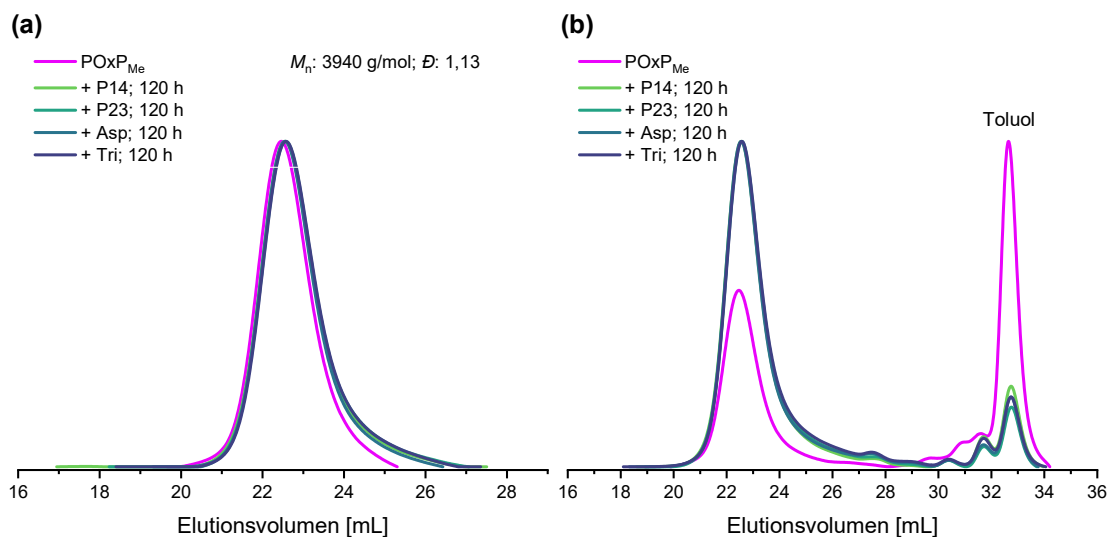 (a)
POxP_Me
+ P14; 120 h
+ P23; 120 h
+ Asp; 120 h
+ Tri; 120 h
M_n: 3940 g/mol; Đ: 1,13
16 18 20 22 24 26 28
Elutionsvolumen [mL]
(b)
POxP_Me
+ P14; 120 h
+ P23; 120 h
+ Asp; 120 h
+ Tri; 120 h
Toluol
16 18 20 22 24 26 28 30 32 34 36
Elutionsvolumen [mL]